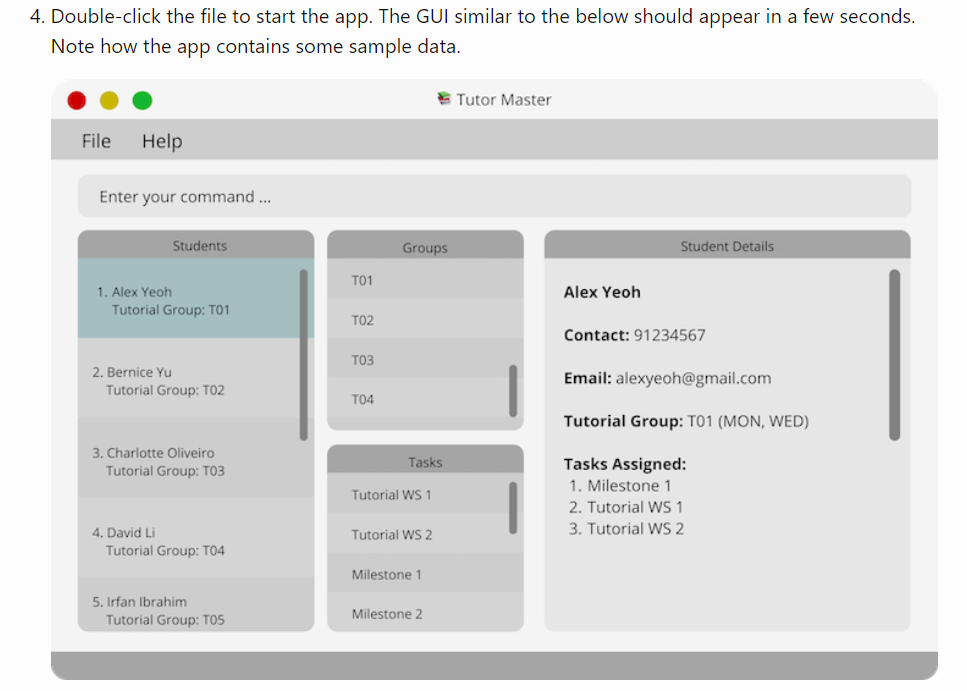 4. Double-click the file to start the app. The GUI similar to the below should appear in a few seconds.
Note how the app contains some sample data.
Tutor Master
File Help
Enter your command ...
Students
1. Alex Yeoh
Tutorial Group: T01
2. Bernice Yu
Tutorial Group: T02
3. Charlotte Oliveiro
Tutorial Group: T03
4. David Li
Tutorial Group: T04
5. Irfan Ibrahim
Tutorial Group: T05
Groups
T01
T02
T03
T04
Tasks
Tutorial WS 1
Tutorial WS 2
Milestone 1
Milestone 2
Student Details
Alex Yeoh
Contact: 91234567
Email: alexyeoh@gmail.com
Tutorial Group: T01 (MON, WED)
Tasks Assigned:
1. Milestone 1
2. Tutorial WS 1
3. Tutorial WS 2